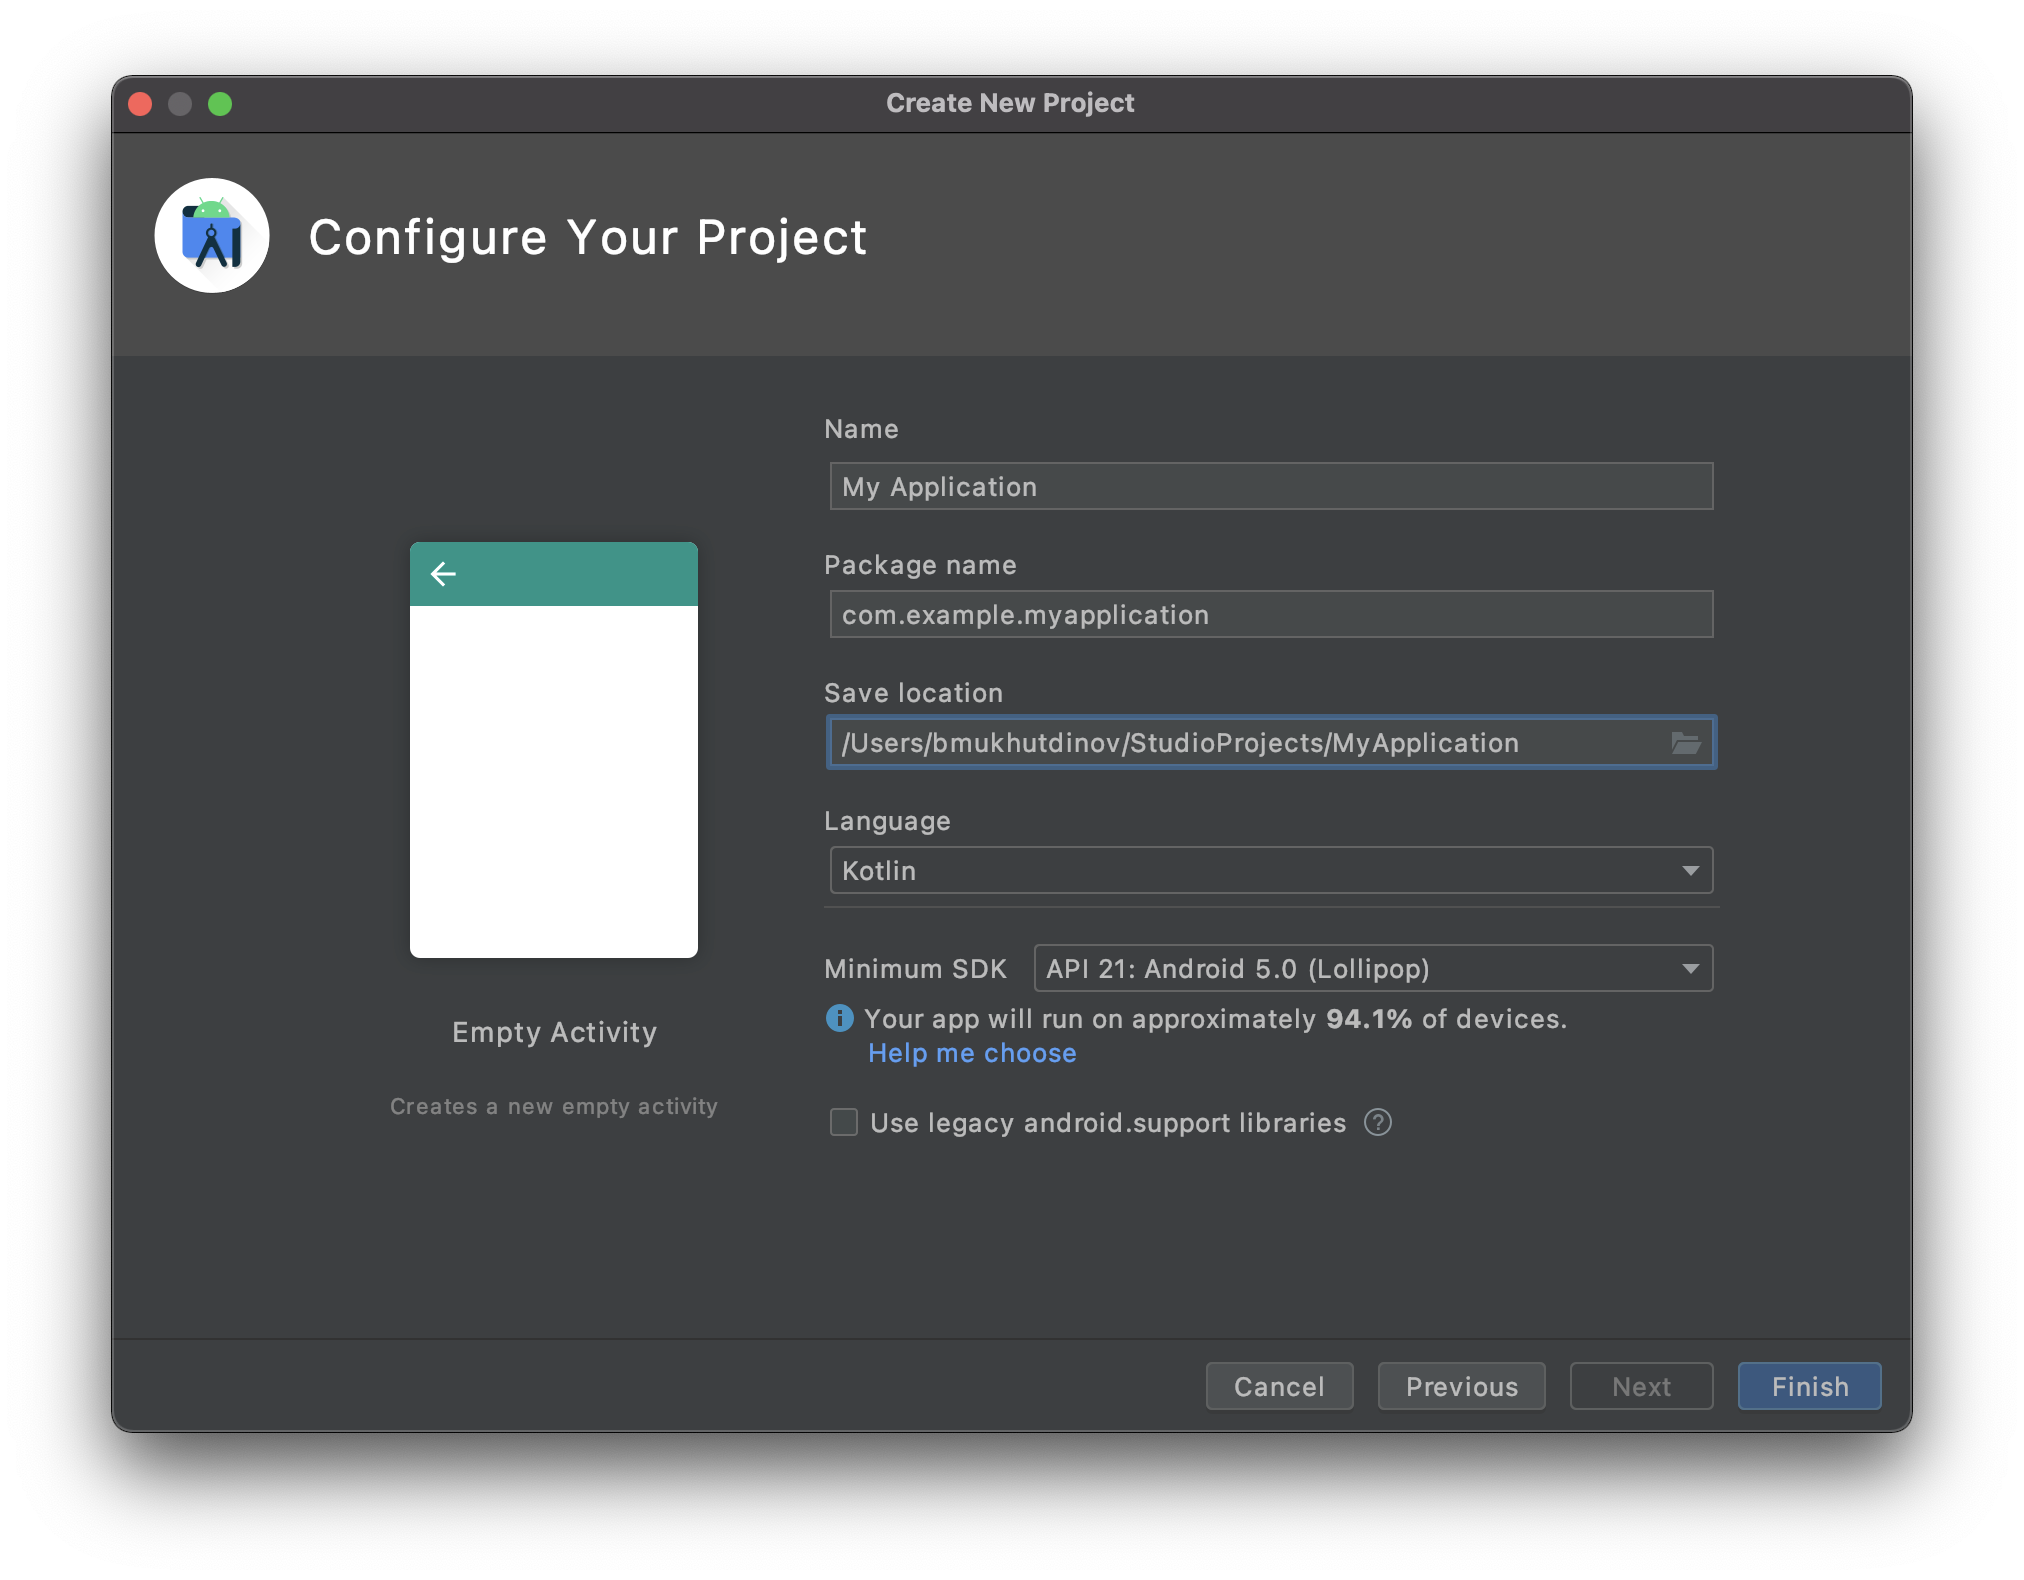 Create New Project
Configure Your Project
Name
My Application
Package name
com.example.myapplication
Save location
/Users/bmukhutdinov/StudioProjects/MyApplication
Language
Kotlin
Minimum SDK API 21: Android 5.0 (Lollipop)
Your app will run on approximately 94.1% of devices.
Help me choose
Use legacy android.support libraries ?
Empty Activity
Creates a new empty activity
Cancel Previous Next Finish